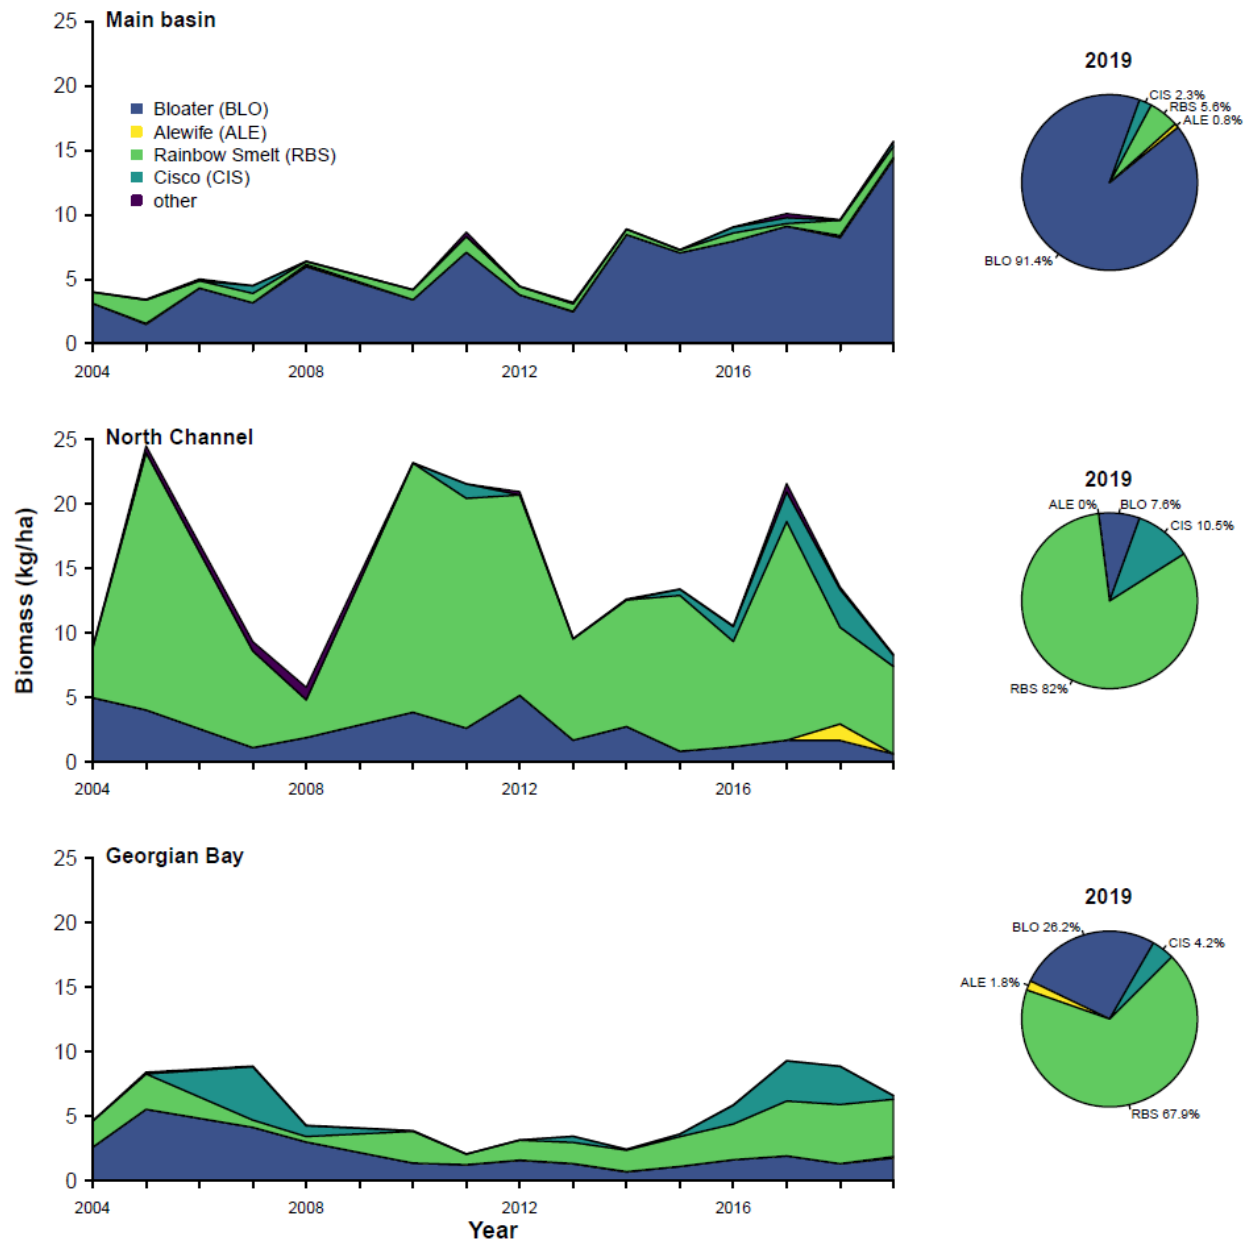 Main basin
25
20
15
10
5
0
Bloater (BLO)
Alewife (ALE)
Rainbow Smelt (RBS)
Cisco (CIS)
other
2004
2008
2012
2016
2019
CIS 2.3%
RBS 5.6%
ALE 0.8%
BLO 91.4%
North Channel
25
20
15
10
5
0
Biomass (kg/ha)
2004
2008
2012
2016
2019
ALE 0%
BLO 7.6%
CIS 10.5%
RBS 82%
Georgian Bay
25
20
15
10
5
0
2004
2008
2012
2016
Year
2019
BLO 26.2%
CIS 4.2%
ALE 1.8%
RBS 67.9%